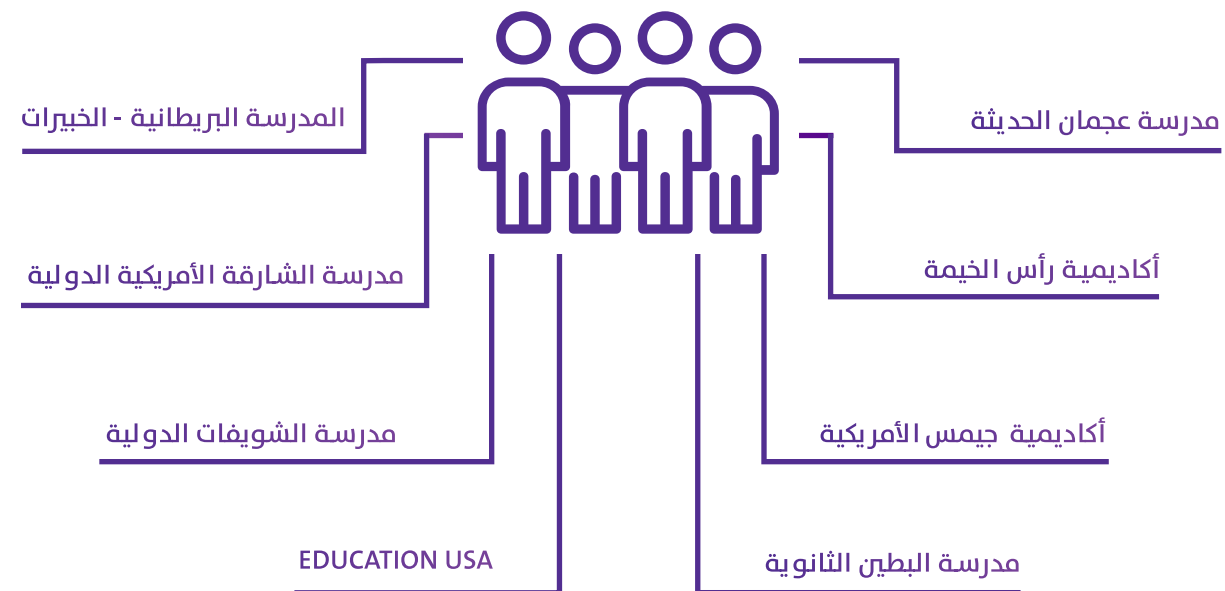 مدرسة عجمان الحديثة
المدرسة البريطانية - الخبيرات
أكاديمية رأس الخيمة
مدرسة الشارقة الأمريكية الدولية
أكاديمية جيمس الأمريكية
مدرسة الشويفات الدولية
مدرسة البطين الثانوية
EDUCATION USA